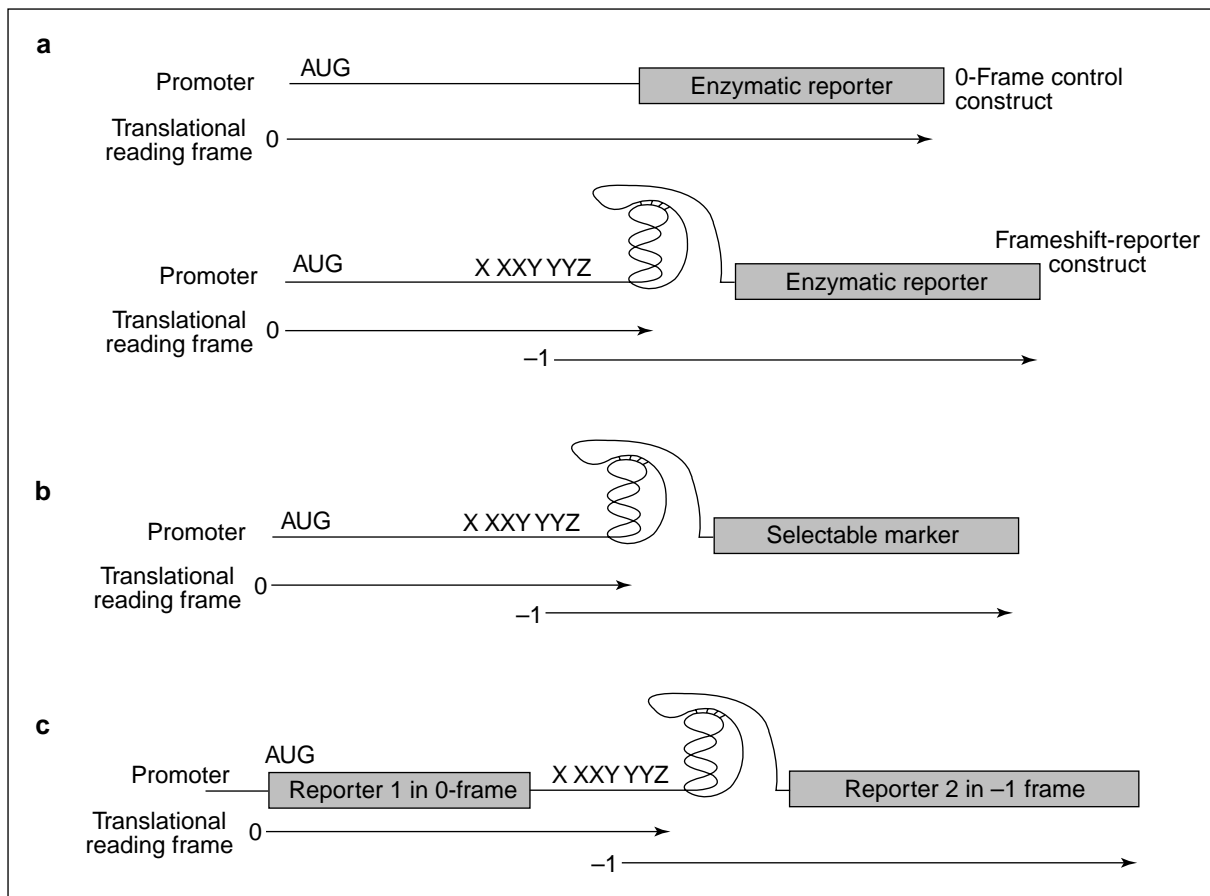 a
AUG
Promoter
Enzymatic reporter
0-Frame control
construct
Translational
reading frame
0
Frameshift-reporter
construct
AUG
X XXY YYZ
Promoter
Enzymatic reporter
Translational
reading frame
0
–1
b
AUG
X XXY YYZ
Promoter
Selectable marker
Translational
reading frame
0
–1
c
AUG
X XXY YYZ
Promoter
Reporter 1 in 0-frame
Reporter 2 in –1 frame
Translational
reading frame
0
–1